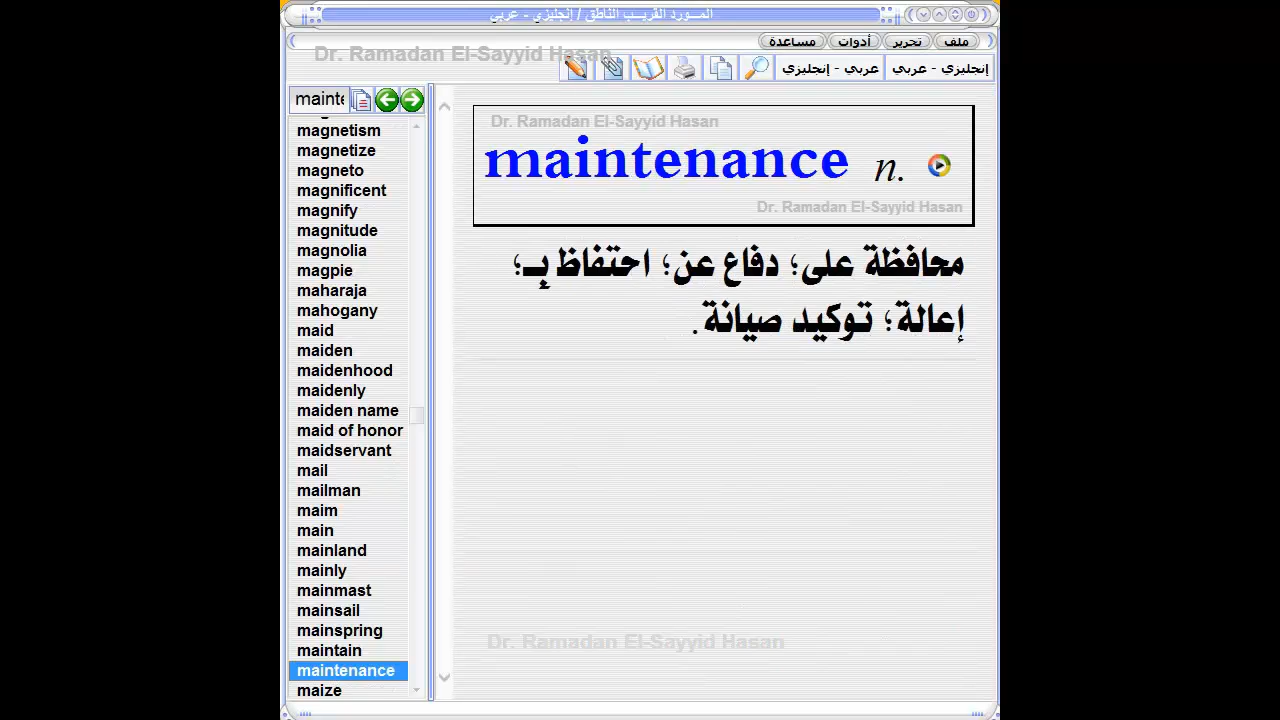 المـــورد القريـــب الناطق / إنجليزي - عربي
ملف تحرير أدوات مساعدة
Dr. Ramadan El-Sayyid Hasan
إنجليزي - عربي عربي - إنجليزي
mainte
magnetism
magnetize
magneto
magnificent
magnify
magnitude
magnolia
magpie
maharaja
mahogany
maid
maiden
maidenhood
maidenly
maiden name
maid of honor
maidservant
mail
mailman
maim
main
mainland
mainly
mainmast
mainsail
mainspring
maintain
maintenance
maize
Dr. Ramadan El-Sayyid Hasan
maintenance n.
Dr. Ramadan El-Sayyid Hasan
محافظة على؛ دفاع عن؛ احتفاظ بِـ؛
إعالة؛ توكيد صيانة.
Dr. Ramadan El-Sayyid Hasan